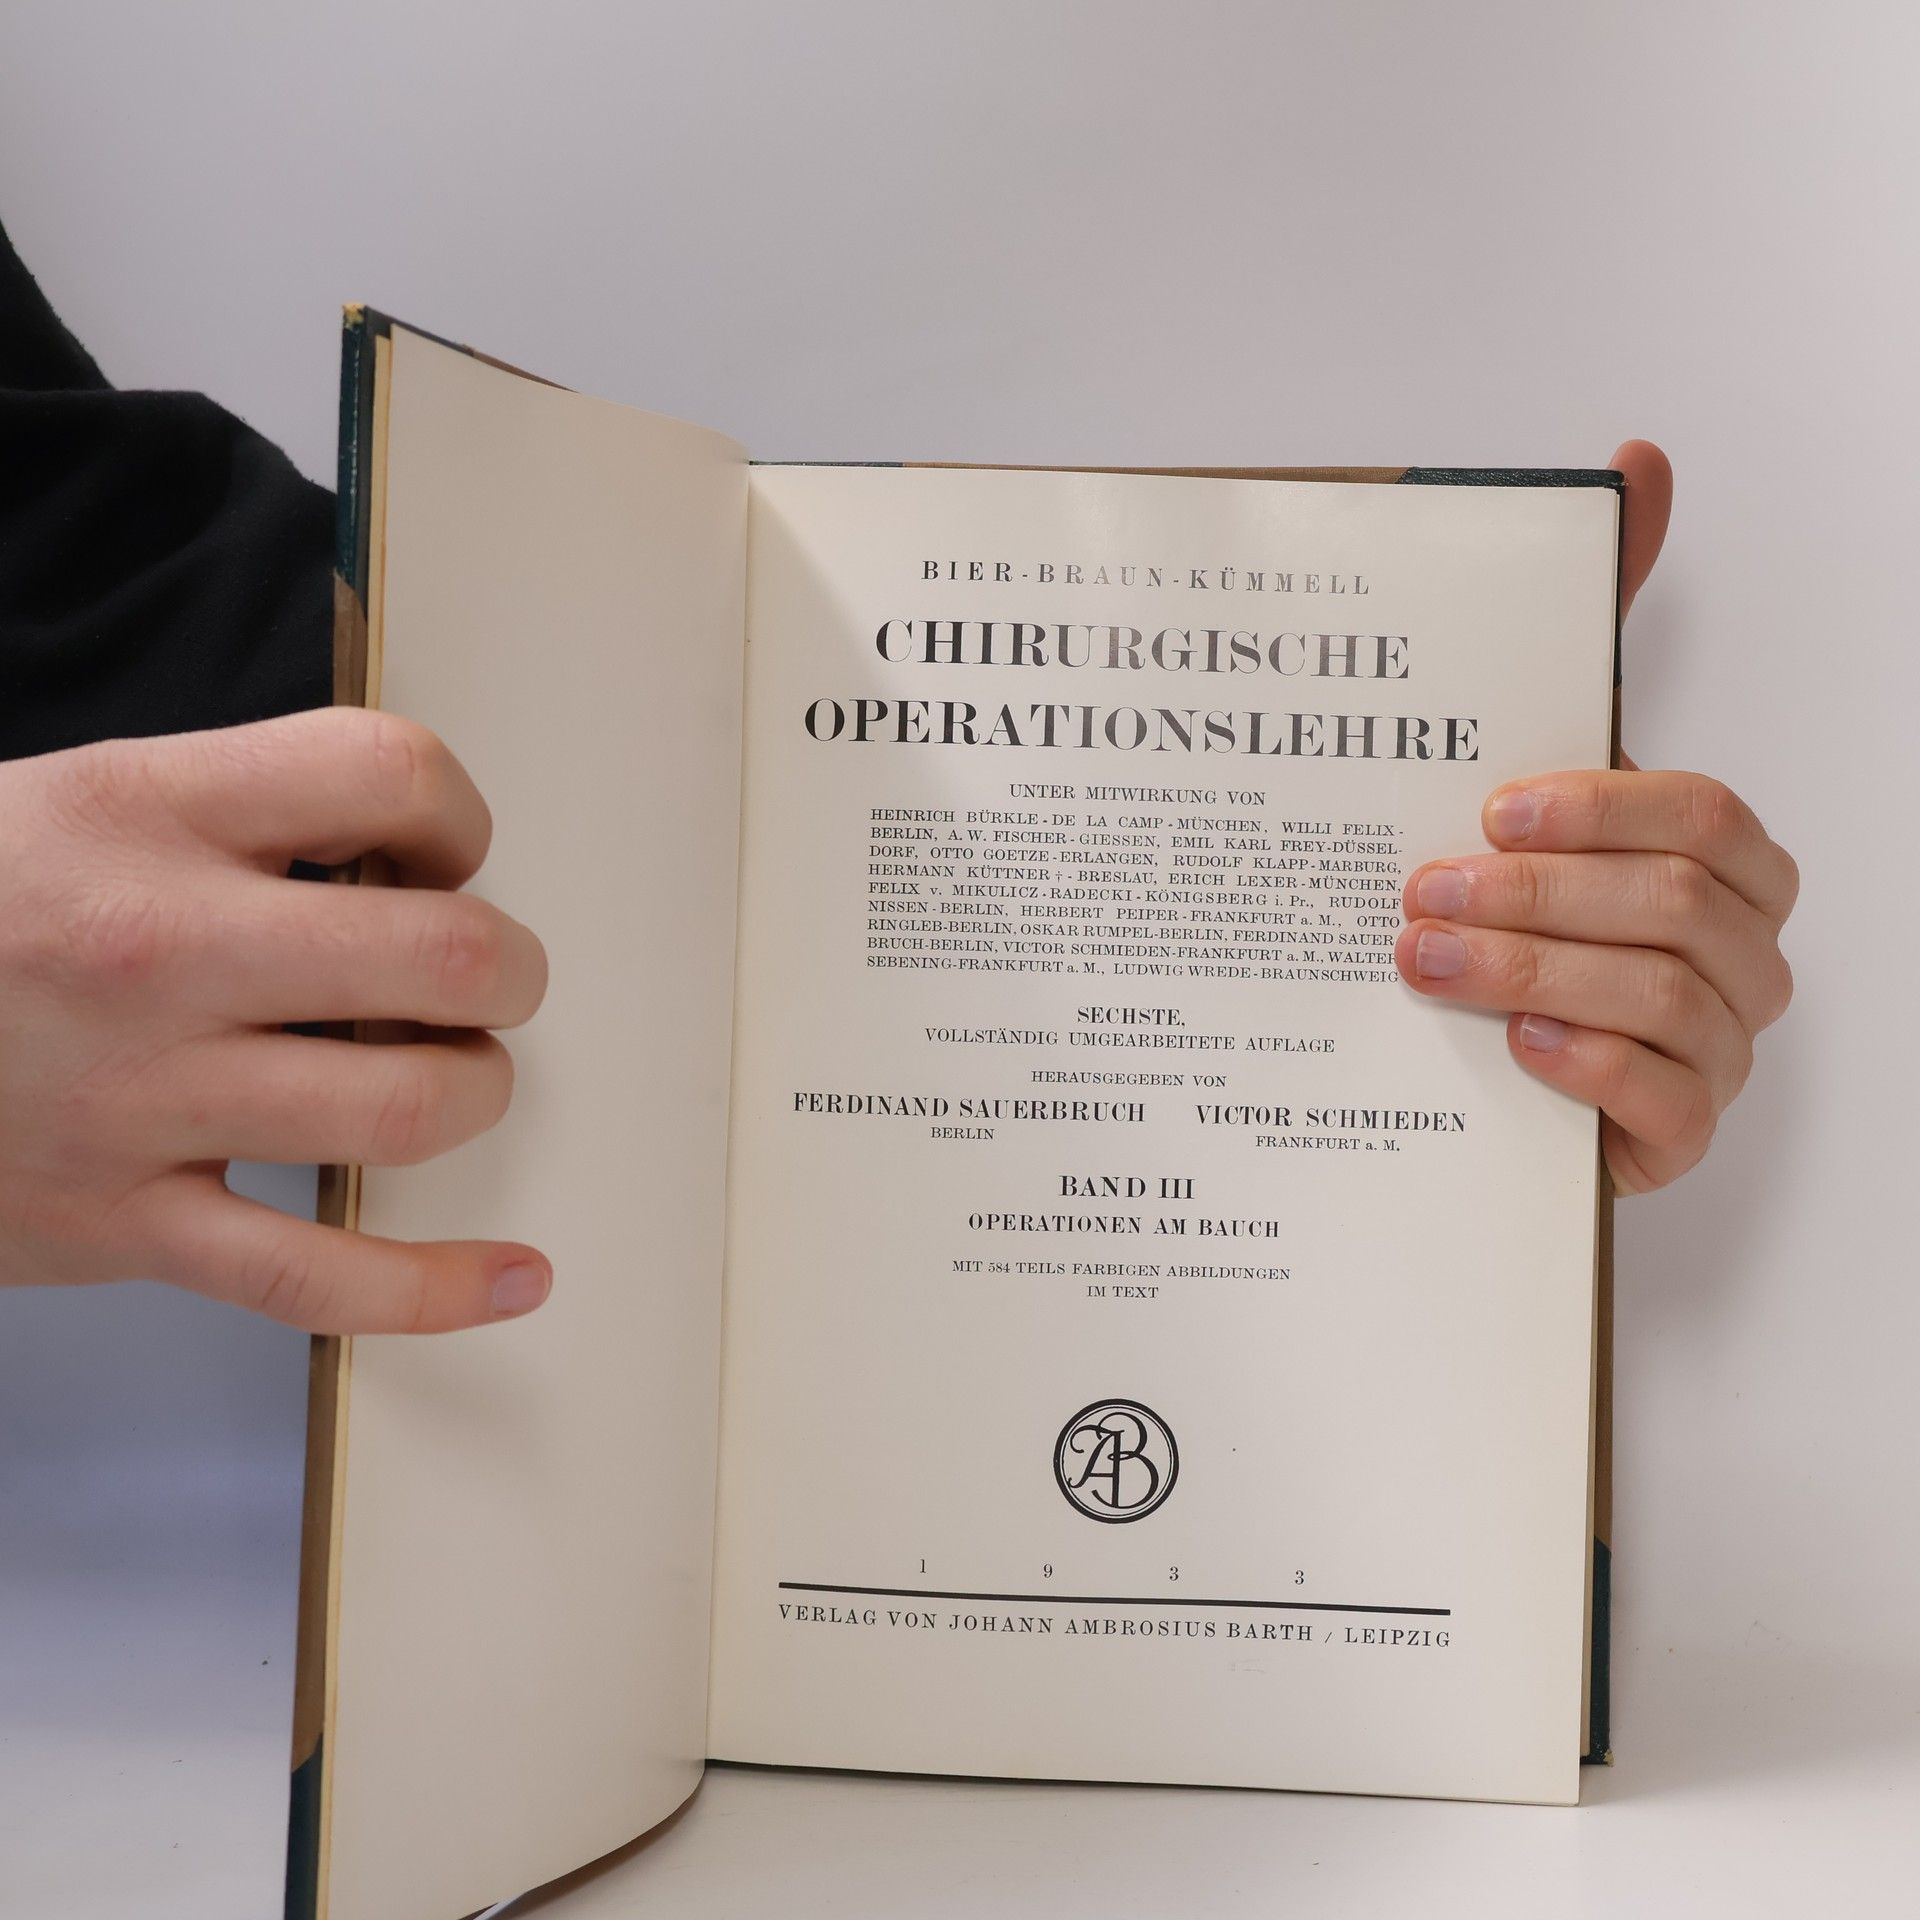 BIER-BRAUN-KÜMMELL
CHIRURGISCHE
OPERATIONSLEHRE
UNTER MITWIRKUNG VON
HEINRICH BÜRKLE-DE LA CAMP-MÜNCHEN, WILLI FELIX-
BERLIN, A. W. FISCHER-GIESSEN, EMIL KARL FREY-DÜSSEL-
DORF, OTTO GOETZE-ERLANGEN, RUDOLF KLAPP-MARBURG,
HERMANN KÜTTNER†-BRESLAU, ERICH LEXER-MÜNCHEN,
FELIX v. MIKULICZ-RADECKI-KÖNIGSBERG i. Pr., RUDOLF
NISSEN-BERLIN, HERBERT PEIPER-FRANKFURT a. M., OTTO
RINGLEB-BERLIN, OSKAR RUMPEL-BERLIN, FERDINAND SAUER-
BRUCH-BERLIN, VICTOR SCHMIEDEN-FRANKFURT a. M., WALTER
SEBENING-FRANKFURT a. M., LUDWIG WREDE-BRAUNSCHWEIG
SECHSTE,
VOLLSTÄNDIG UMGEARBEITETE AUFLAGE
HERAUSGEGEBEN VON
FERDINAND SAUERBRUCH VICTOR SCHMIEDEN
BERLIN FRANKFURT a. M.
BAND III
OPERATIONEN AM BAUCH
MIT 584 TEILS FARBIGEN ABBILDUNGEN
IM TEXT
JAB
1 9 3 3
VERLAG VON JOHANN AMBROSIUS BARTH / LEIPZIG